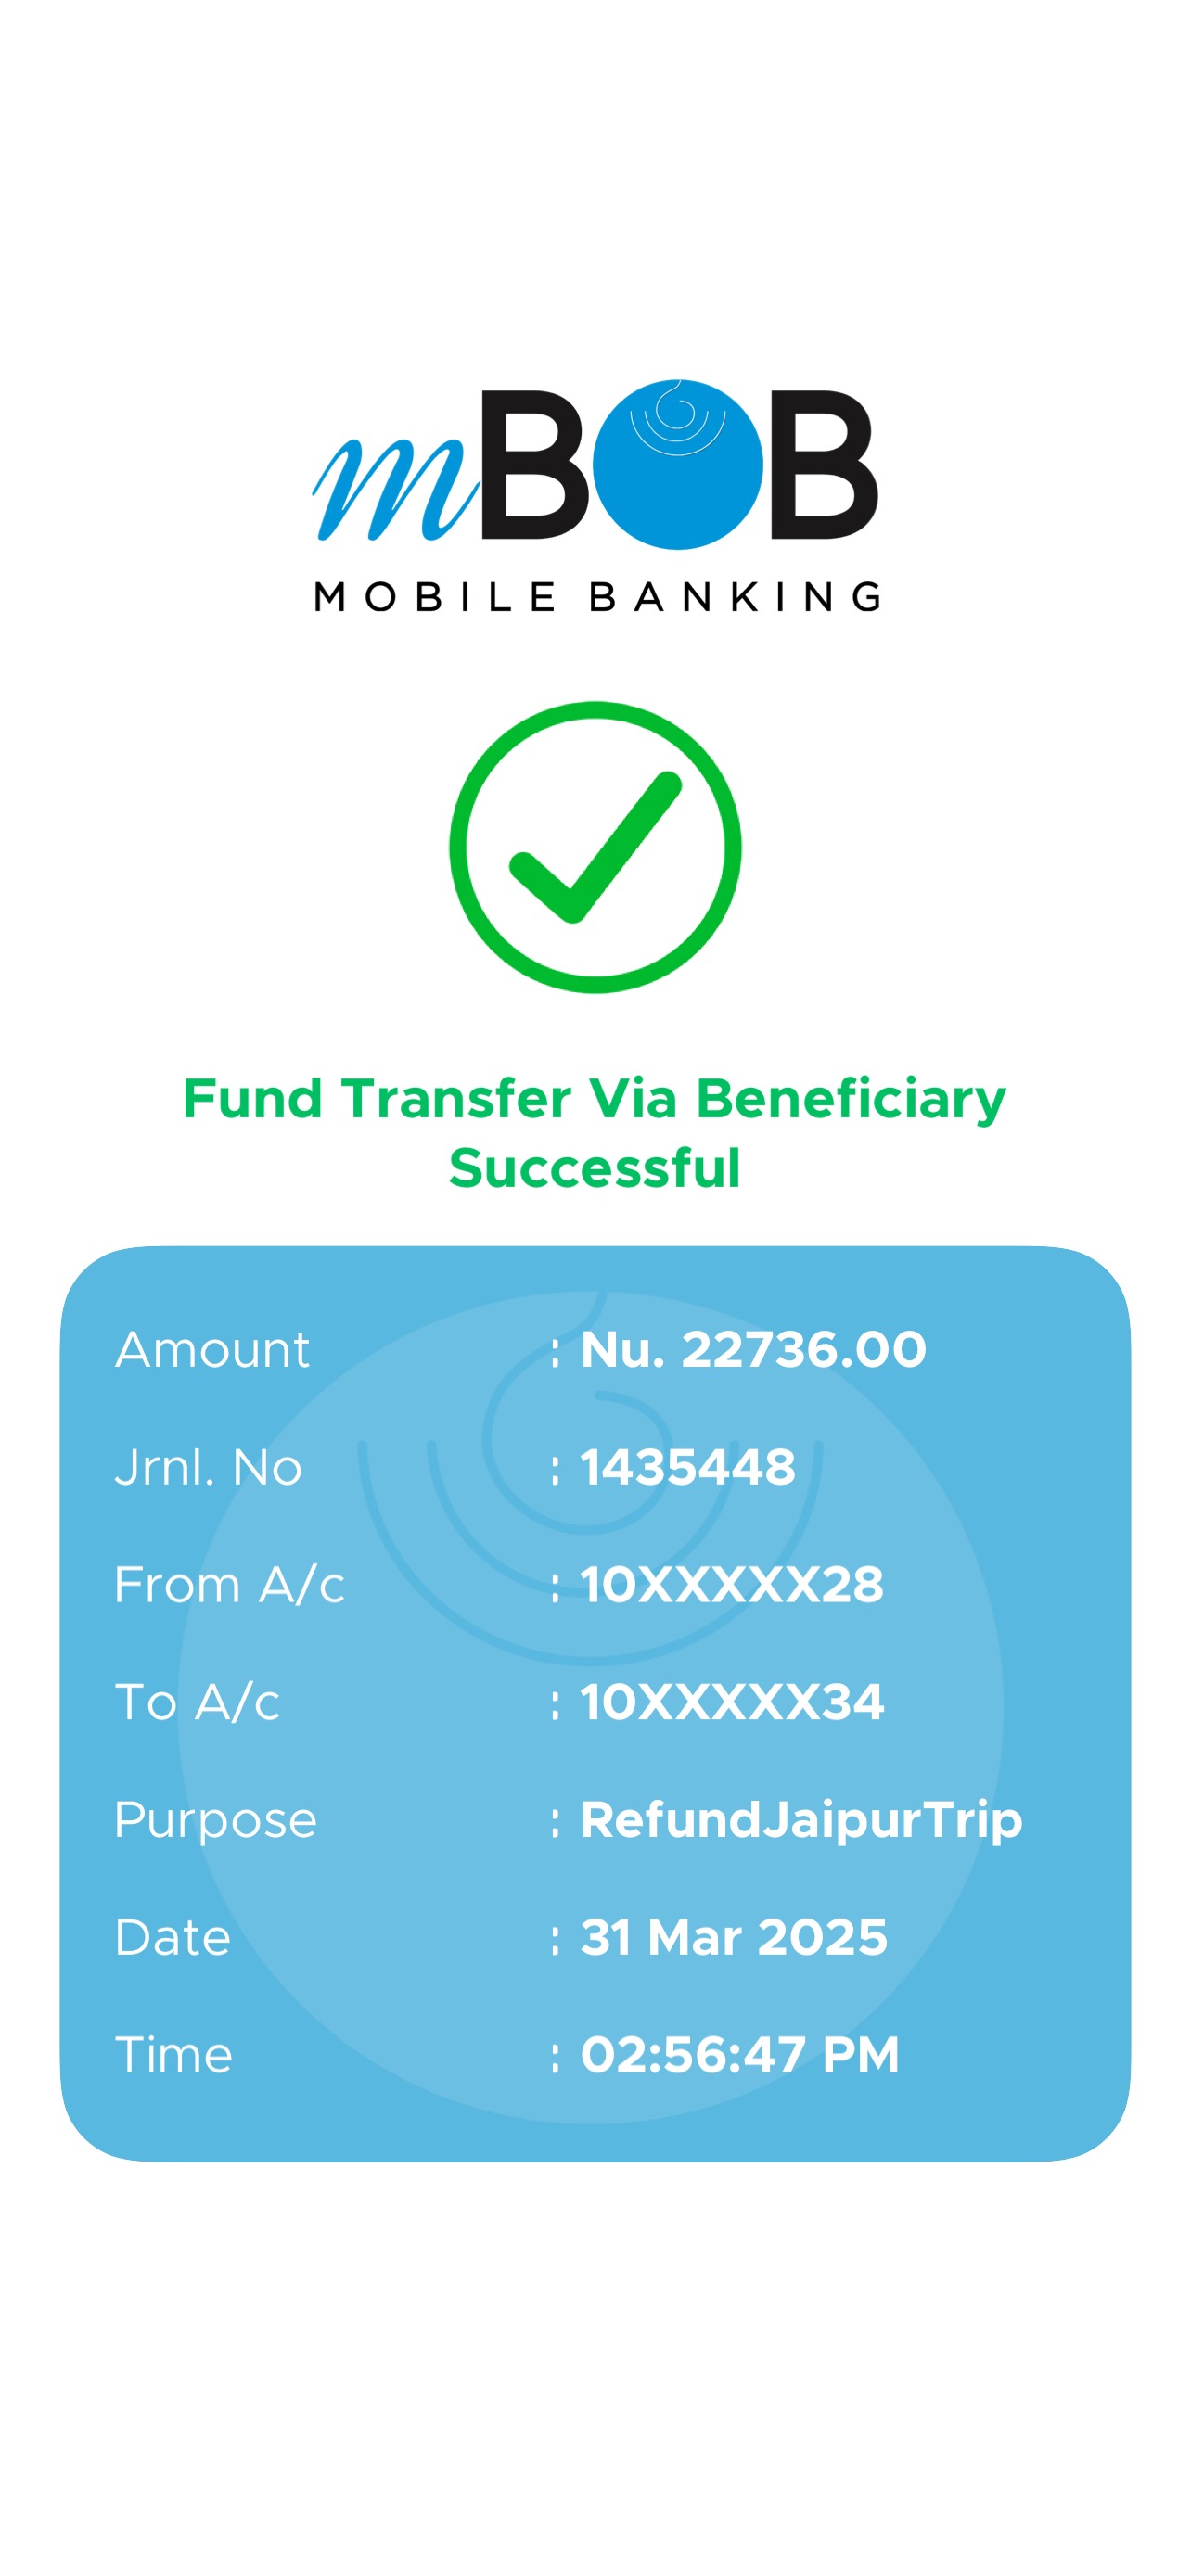 mBOB
MOBILE BANKING
Fund Transfer Via Beneficiary
Successful
Amount : Nu. 22736.00
Jrnl. No : 1435448
From A/c : 10XXXXX28
To A/c : 10XXXXX34
Purpose : RefundJaipurTrip
Date : 31 Mar 2025
Time : 02:56:47 PM